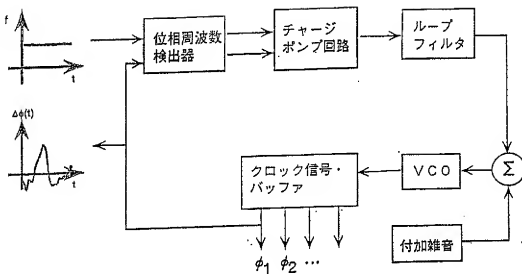 f
t
Δφ(t)
t
位相周波数
検出器
チャージ
ポンプ回路
ループ
フィルタ
クロック信号・
バッファ
VCO
Σ
付加雑音
φ1 φ2 …